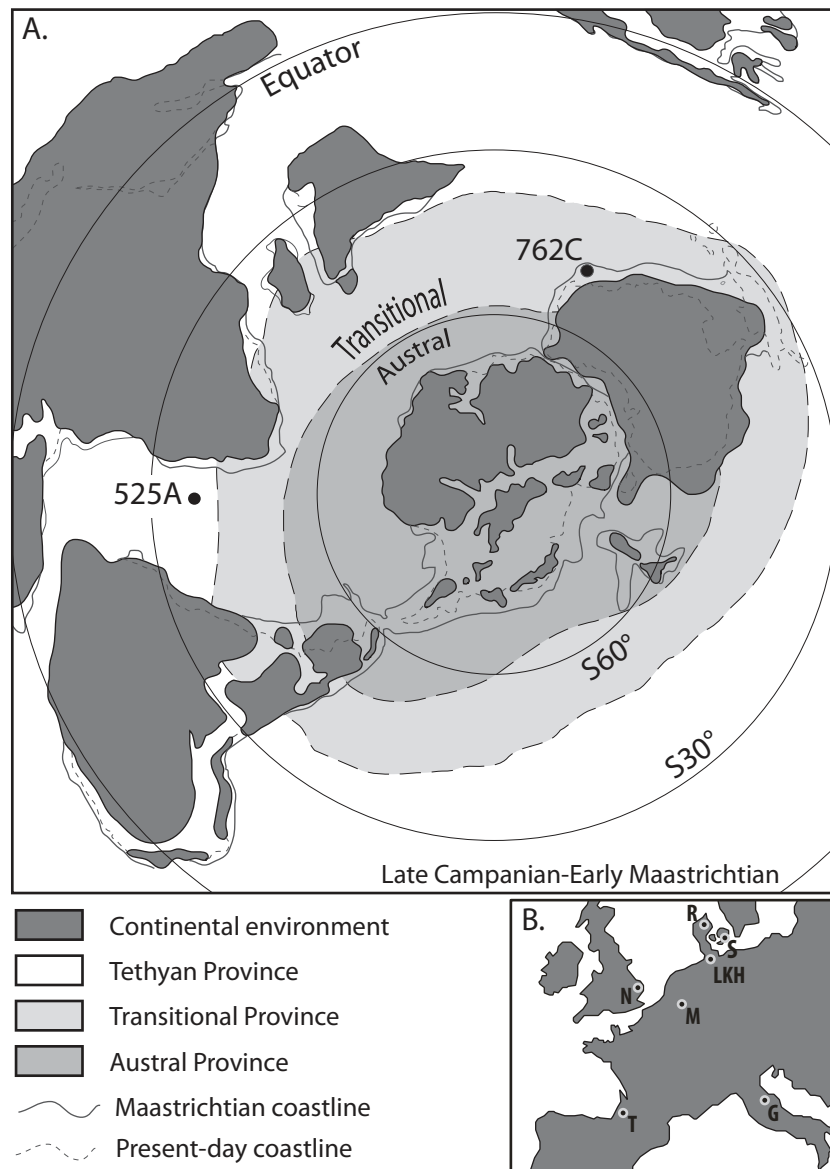 A.
Equator
762C
Transitional
Austral
525A
S60°
S30°
Late Campanian-Early Maastrichtian
Continental environment
Tethyan Province
Transitional Province
Austral Province
Maastrichtian coastline
Present-day coastline
B.
R
S
LKH
N
M
T
G